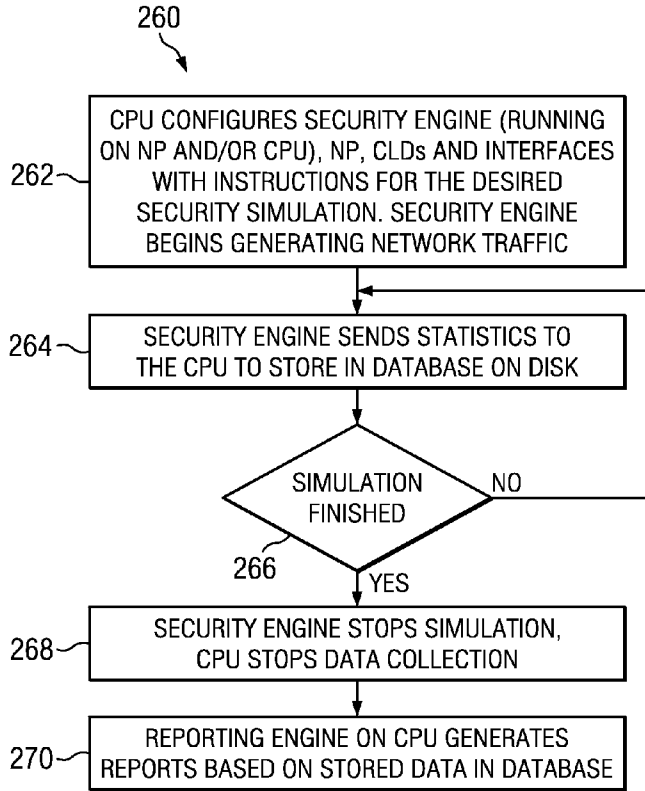 260
CPU CONFIGURES SECURITY ENGINE (RUNNING
ON NP AND/OR CPU), NP, CLDs AND INTERFACES
WITH INSTRUCTIONS FOR THE DESIRED
SECURITY SIMULATION. SECURITY ENGINE
BEGINS GENERATING NETWORK TRAFFIC
262
SECURITY ENGINE SENDS STATISTICS TO
THE CPU TO STORE IN DATABASE ON DISK
264
SIMULATION
FINISHED
NO
266
YES
SECURITY ENGINE STOPS SIMULATION,
CPU STOPS DATA COLLECTION
268
REPORTING ENGINE ON CPU GENERATES
REPORTS BASED ON STORED DATA IN DATABASE
270